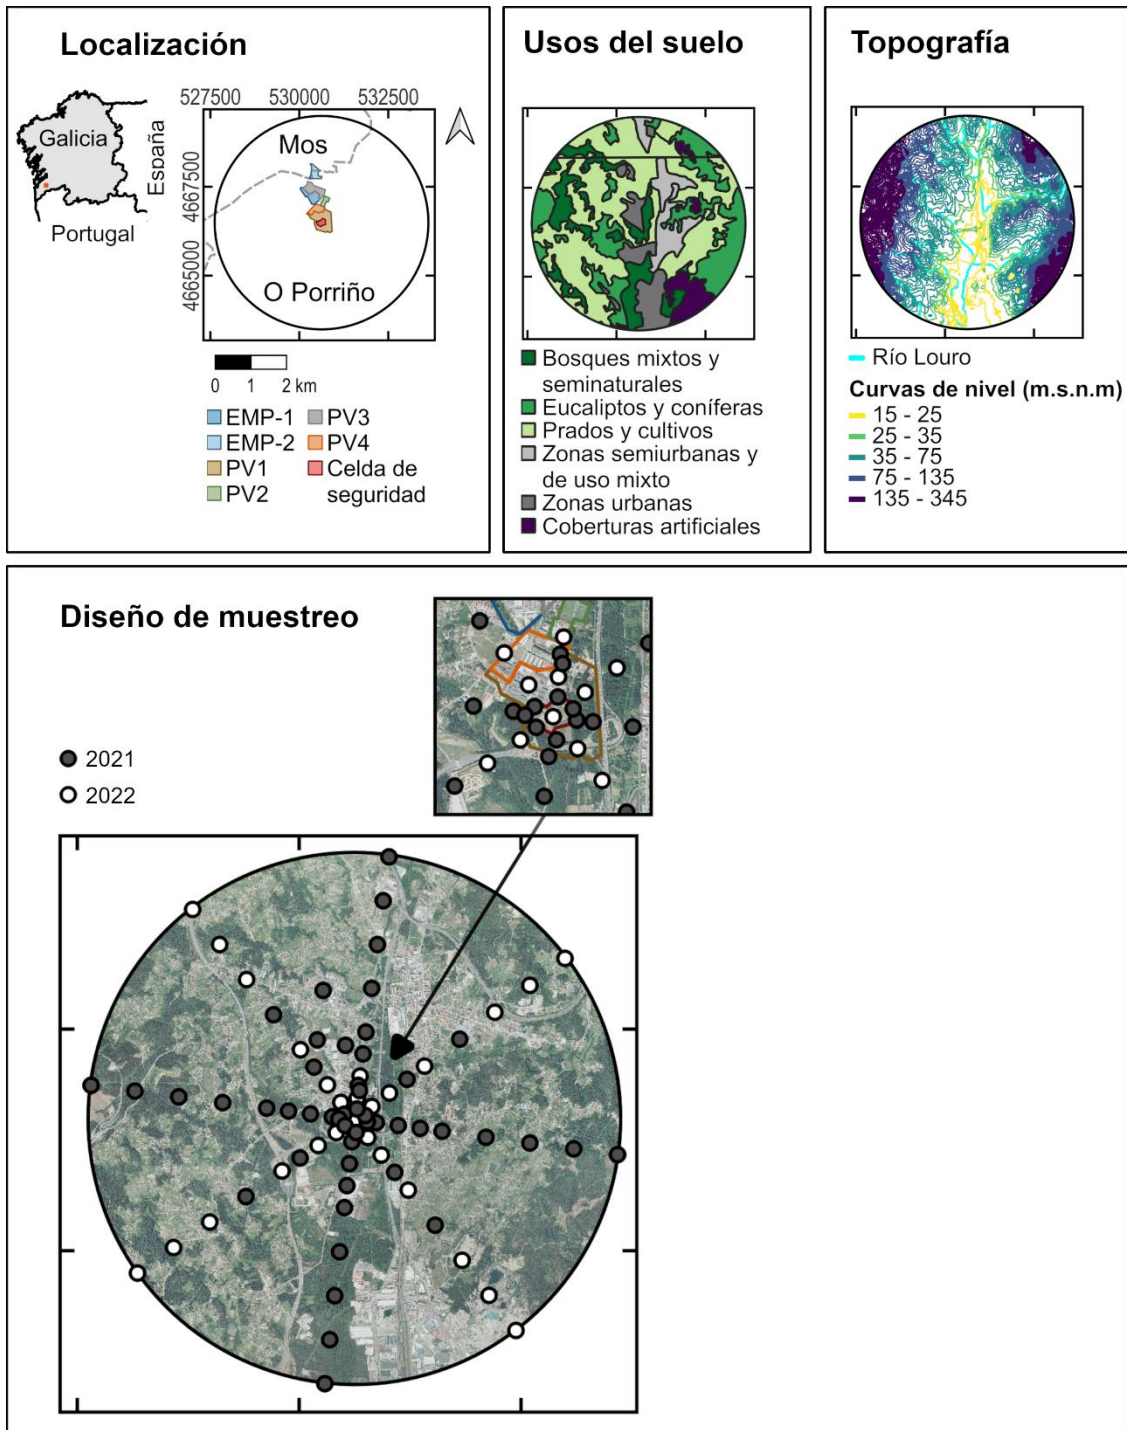 Localización
527500 530000 532500
Galicia
España
Portugal
Mos
O Porriño
4667500
4665000
0 1 2 km
EMP-1
EMP-2
PV1
PV2
PV3
PV4
Celda de
seguridad
Usos del suelo
Bosques mixtos y
seminaturales
Eucaliptos y coníferas
Prados y cultivos
Zonas semiurbanas y
de uso mixto
Zonas urbanas
Coberturas artificiales
Topografía
Río Louro
Curvas de nivel (m.s.n.m)
15 - 25
25 - 35
35 - 75
75 - 135
135 - 345
Diseño de muestreo
2021
2022